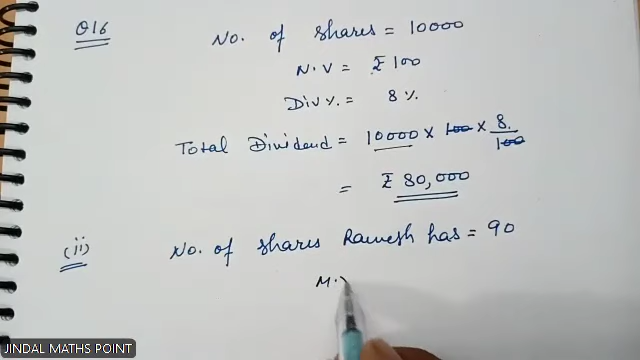 Q16
No. of shares = 10000
N.V = ₹ 100
Div %. = 8 %.
Total Dividend = 10000 × 100 × 8/100
= ₹ 80,000
(ii)
No. of shares Ramesh has = 90
M.
JINDAL MATHS POINT